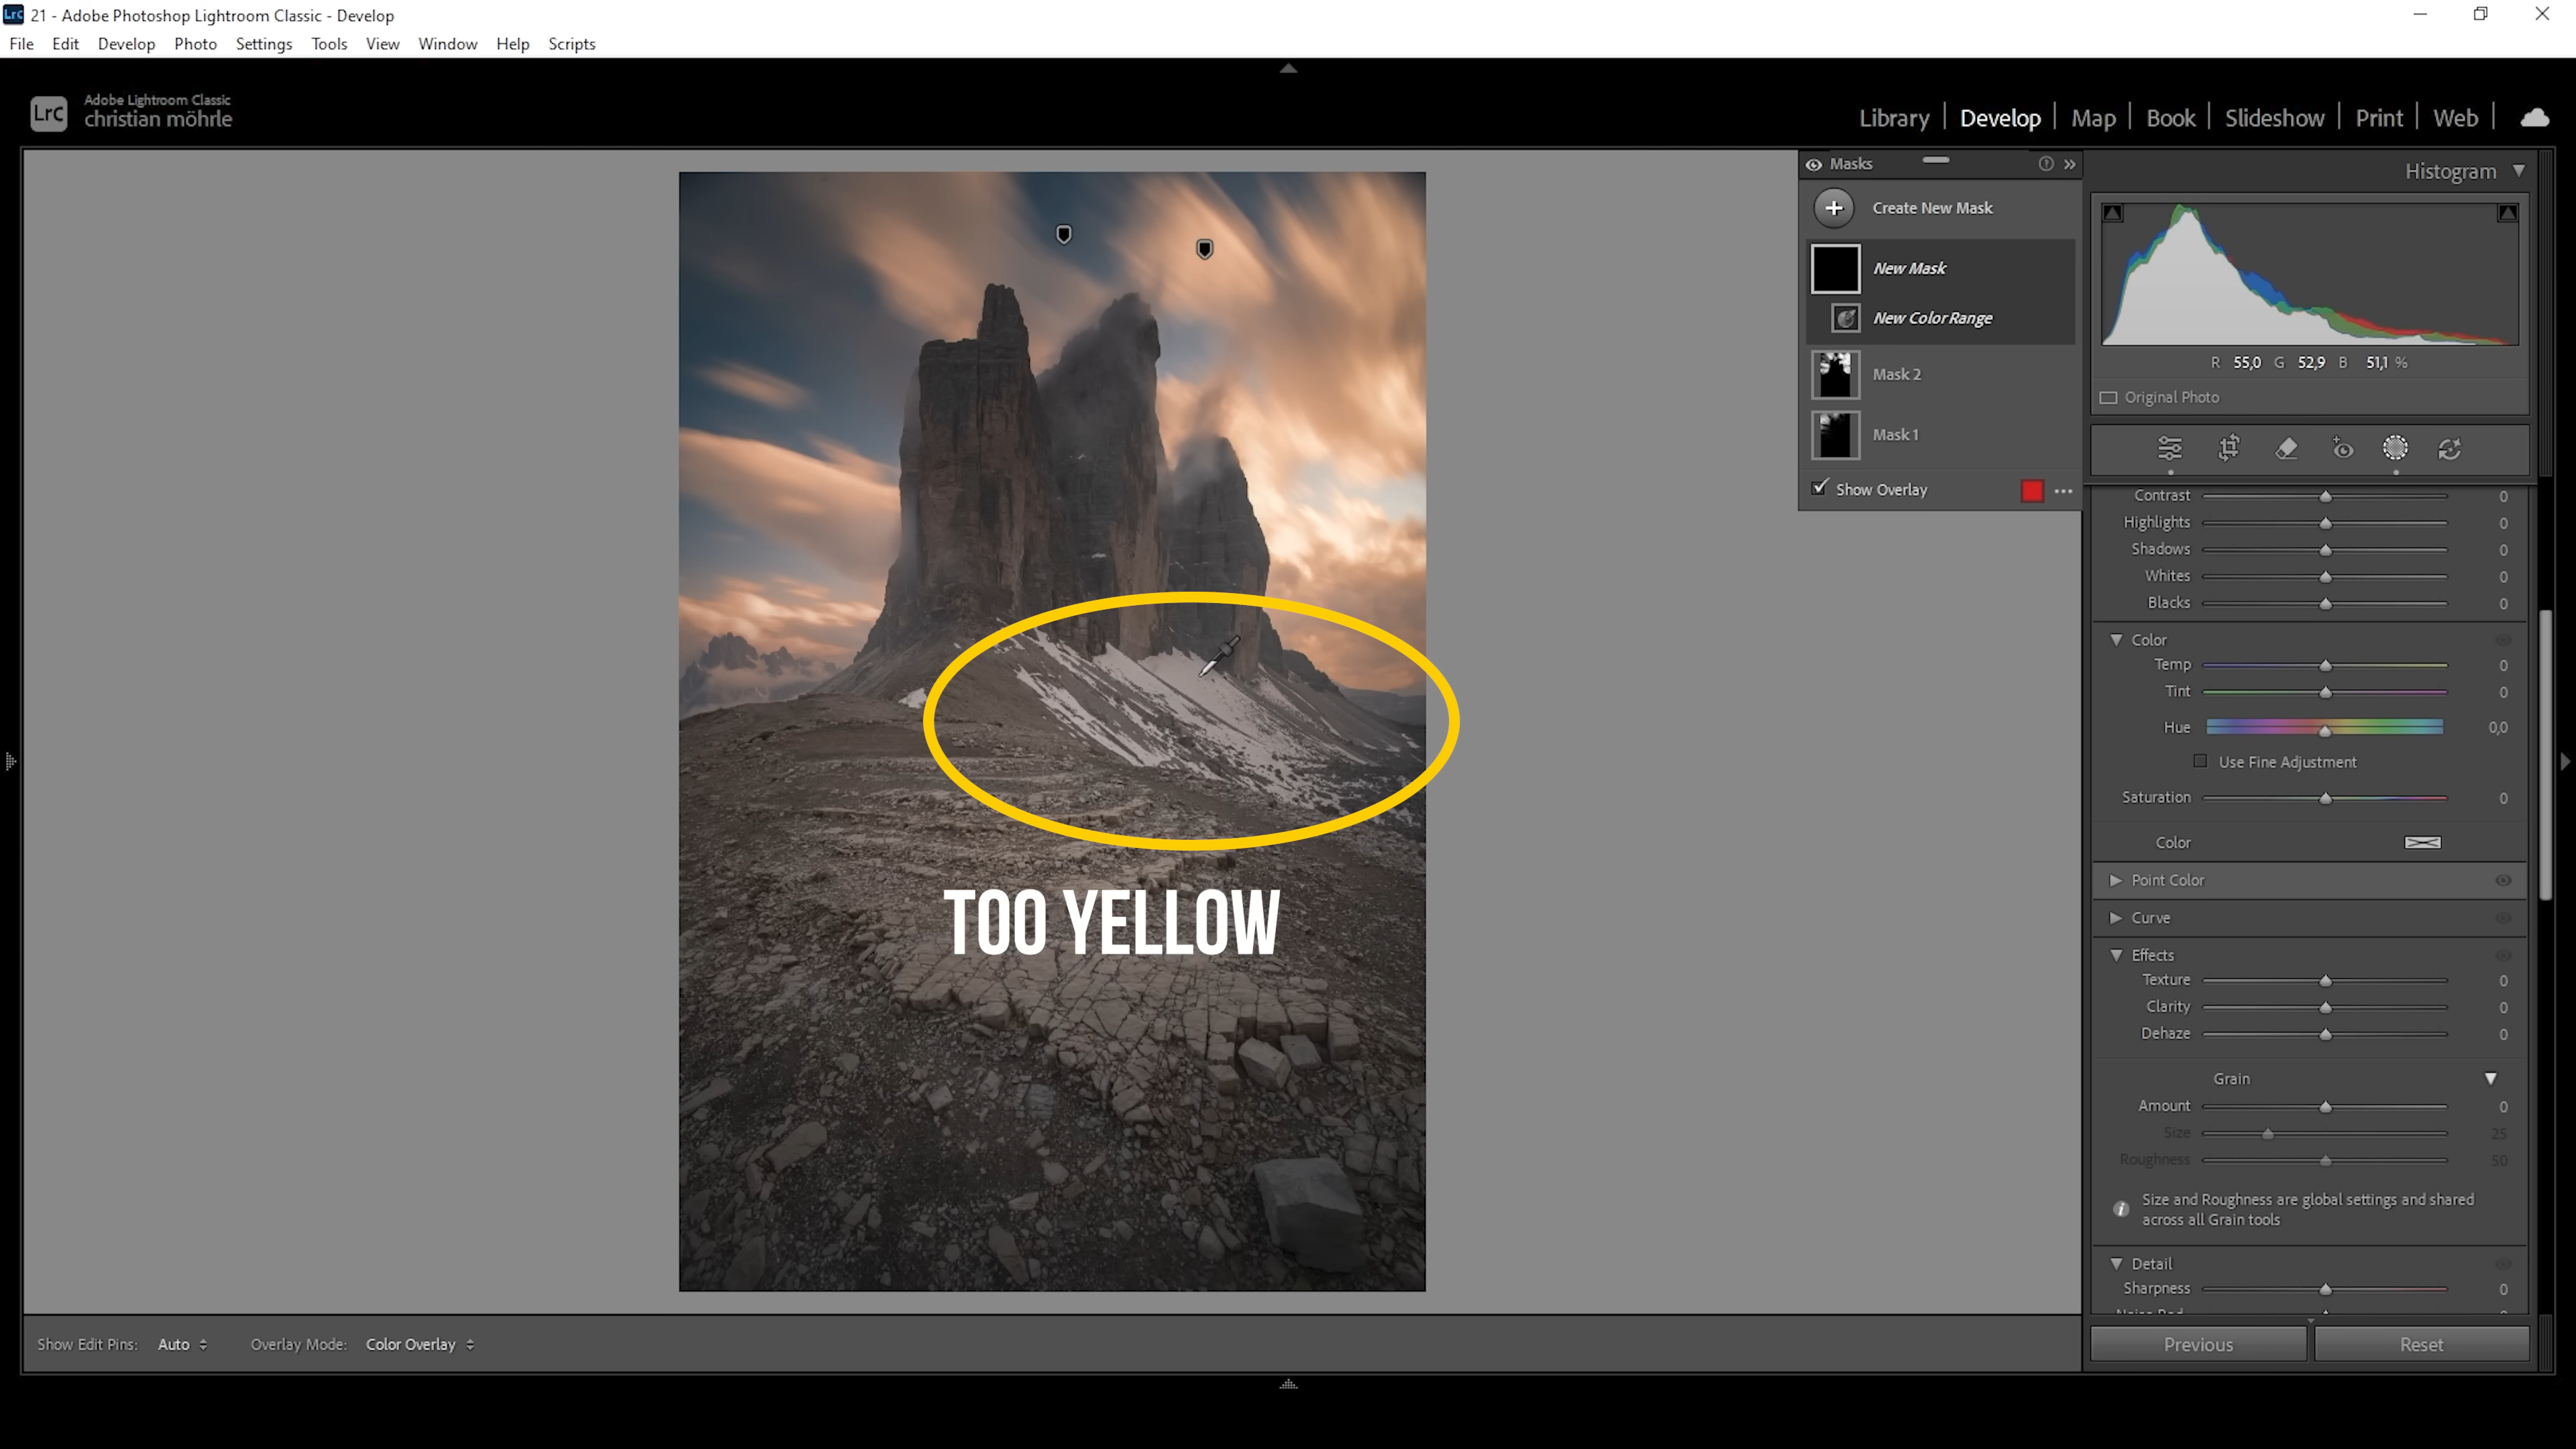 21 - Adobe Photoshop Lightroom Classic - Develop
File Edit Develop Photo Settings Tools View Window Help Scripts
Lrc
Adobe Lightroom Classic
christian möhrle
Library | Develop | Map | Book | Slideshow | Print | Web |
Masks
Create New Mask
New Mask
New Color Range
Mask 2
Mask 1
Show Overlay
Histogram
R 55,0 G 52,9 B 51,1 %
Original Photo
Contrast 0
Highlights 0
Shadows 0
Whites 0
Blacks 0
Color
Temp 0
Tint 0
Hue 0,0
Use Fine Adjustment
Saturation 0
Color
Point Color
Curve
Effects
Texture 0
Clarity 0
Dehaze 0
Grain
Amount 0
Size 25
Roughness 50
Size and Roughness are global settings and shared
across all Grain tools
Detail
Sharpness 0
TOO YELLOW
Show Edit Pins: Auto Overlay Mode: Color Overlay
Previous Reset